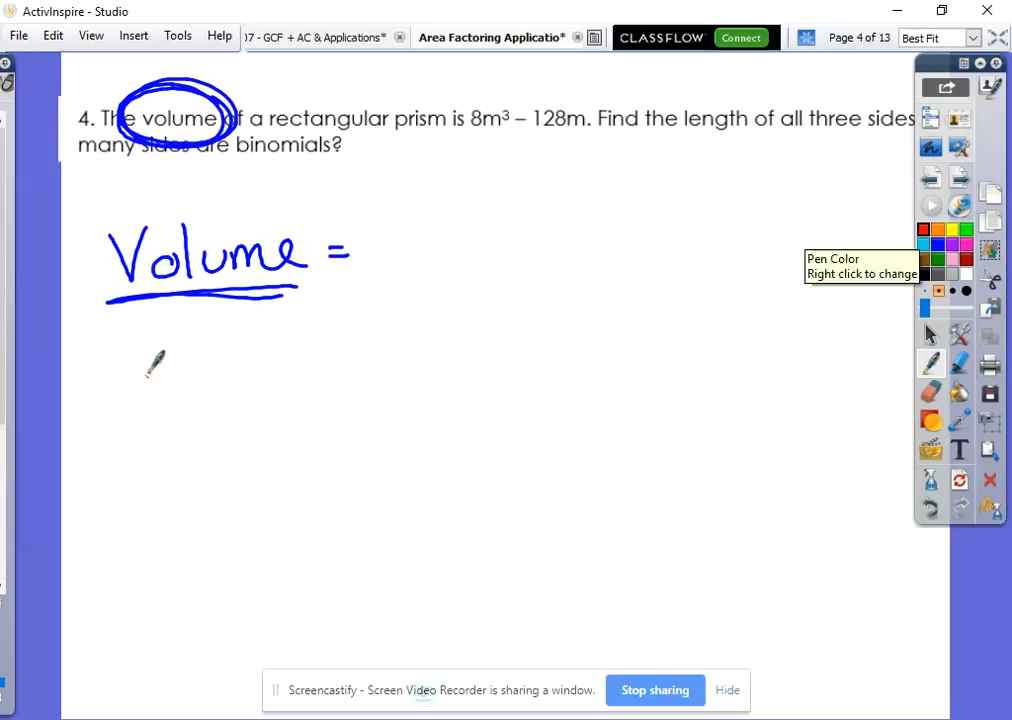 ActivInspire - Studio
File Edit View Insert Tools Help
07 - GCF + AC & Applications* Area Factoring Applicatio* CLASSFLOW Connect Page 4 of 13 Best Fit
4. The volume of a rectangular prism is 8m³ – 128m. Find the length of all three sides
many sides are binomials?
Volume =
Pen Color
Right click to change
T
Screencastify - Screen Video Recorder is sharing a window. Stop sharing Hide